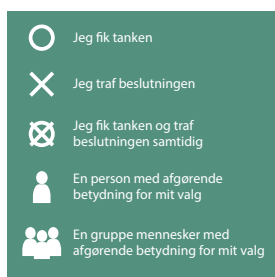 Jeg fik tanken
Jeg traf beslutningen
Jeg fik tanken og traf
beslutningen samtidig
En person med afgørende
betydning for mit valg
En gruppe mennesker med
afgørende betydning for mit valg